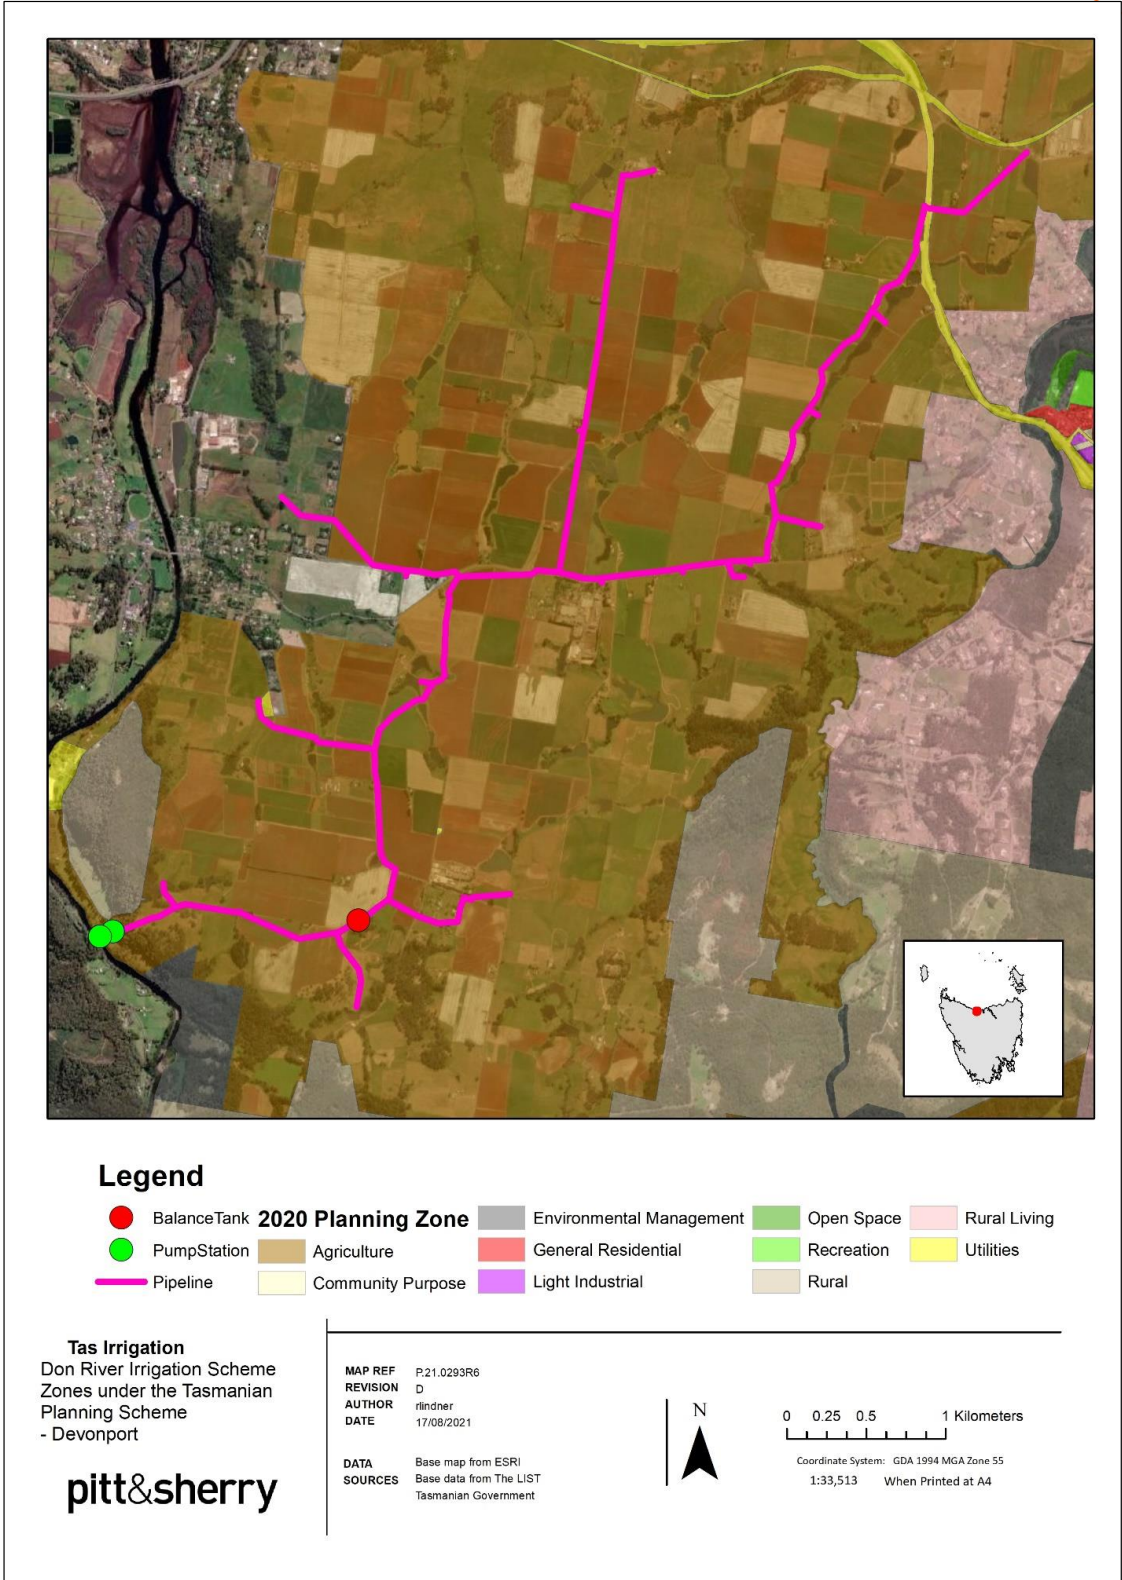 Legend
BalanceTank
PumpStation
Pipeline
2020 Planning Zone
Agriculture
Community Purpose
Environmental Management
General Residential
Light Industrial
Open Space
Recreation
Rural
Rural Living
Utilities
Tas Irrigation
Don River Irrigation Scheme
Zones under the Tasmanian
Planning Scheme
- Devonport
pitt&sherry
MAP REF P.21.0293R6
REVISION D
AUTHOR rlindner
DATE 17/08/2021
DATA Base map from ESRI
SOURCES Base data from The LIST
Tasmanian Government
N
0 0.25 0.5 1 Kilometers
Coordinate System: GDA 1994 MGA Zone 55
1:33,513 When Printed at A4